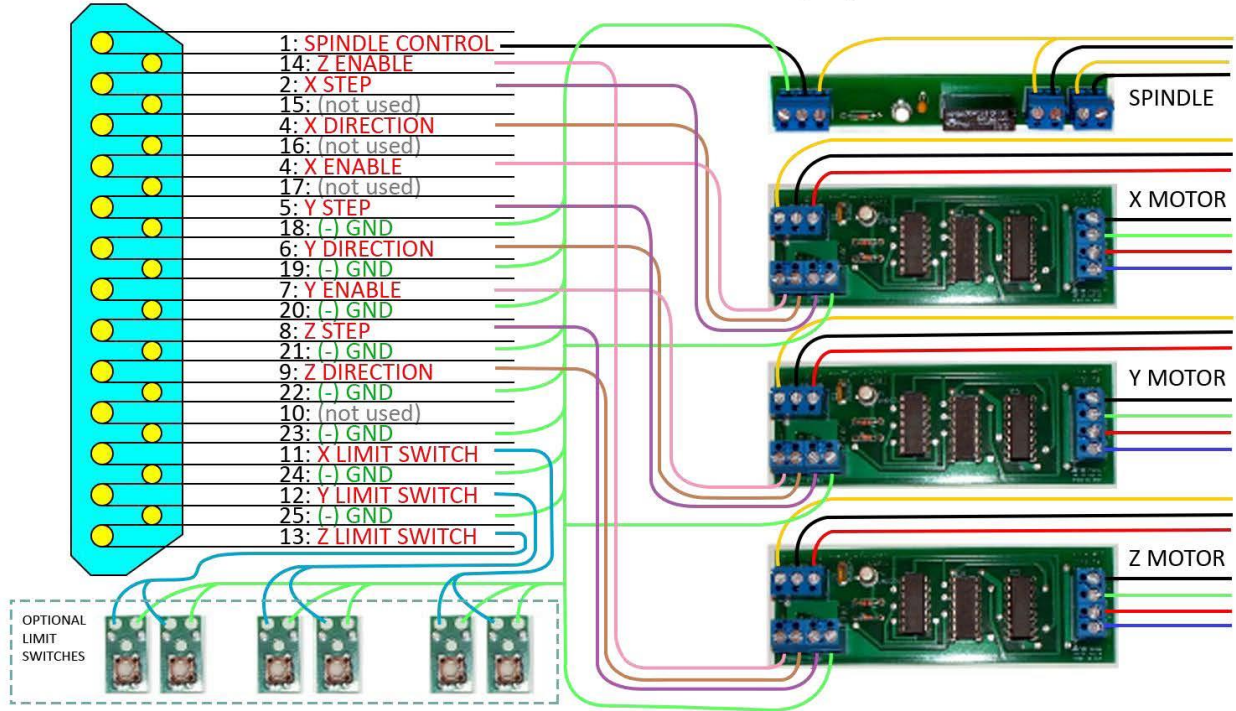 1: SPINDLE CONTROL
14: Z ENABLE
2: X STEP
15: (not used)
4: X DIRECTION
16: (not used)
4: X ENABLE
17: (not used)
5: Y STEP
18: (-) GND
6: Y DIRECTION
19: (-) GND
7: Y ENABLE
20: (-) GND
8: Z STEP
21: (-) GND
9: Z DIRECTION
22: (-) GND
10: (not used)
23: (-) GND
11: X LIMIT SWITCH
24: (-) GND
12: Y LIMIT SWITCH
25: (-) GND
13: Z LIMIT SWITCH
OPTIONAL
LIMIT
SWITCHES
SPINDLE
X MOTOR
Y MOTOR
Z MOTOR